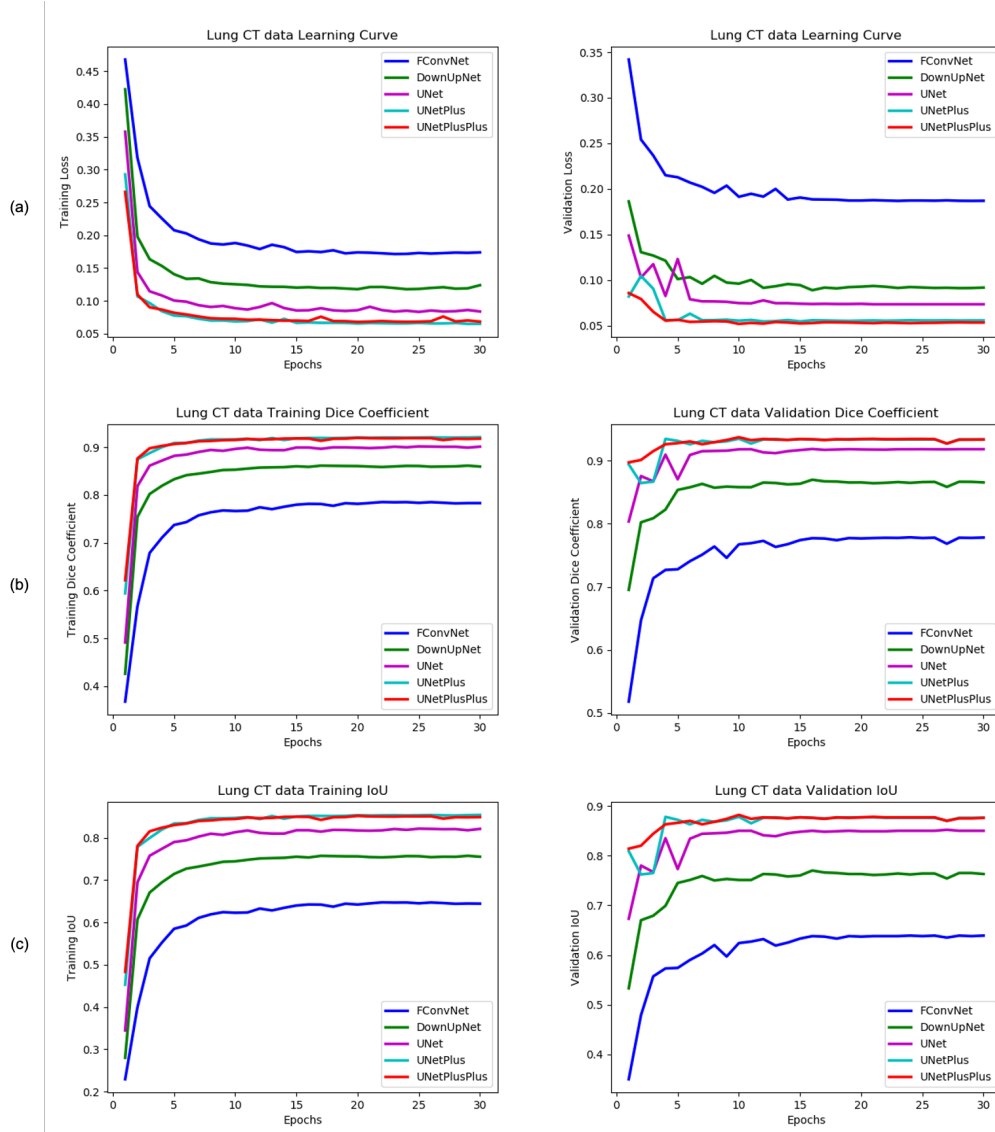 (a)
Lung CT data Learning Curve
Training Loss
0.45
0.40
0.35
0.30
0.25
0.20
0.15
0.10
0.05
0 5 10 15 20 25 30
Epochs
FConvNet
DownUpNet
UNet
UNetPlus
UNetPlusPlus
Lung CT data Learning Curve
Validation Loss
0.35
0.30
0.25
0.20
0.15
0.10
0.05
0 5 10 15 20 25 30
Epochs
FConvNet
DownUpNet
UNet
UNetPlus
UNetPlusPlus
(b)
Lung CT data Training Dice Coefficient
Training Dice Coefficient
0.9
0.8
0.7
0.6
0.5
0.4
0 5 10 15 20 25 30
Epochs
FConvNet
DownUpNet
UNet
UNetPlus
UNetPlusPlus
Lung CT data Validation Dice Coefficient
Validation Dice Coefficient
0.9
0.8
0.7
0.6
0.5
0 5 10 15 20 25 30
Epochs
FConvNet
DownUpNet
UNet
UNetPlus
UNetPlusPlus
(c)
Lung CT data Training IoU
Training IoU
0.8
0.7
0.6
0.5
0.4
0.3
0.2
0 5 10 15 20 25 30
Epochs
FConvNet
DownUpNet
UNet
UNetPlus
UNetPlusPlus
Lung CT data Validation IoU
Validation IoU
0.9
0.8
0.7
0.6
0.5
0.4
0 5 10 15 20 25 30
Epochs
FConvNet
DownUpNet
UNet
UNetPlus
UNetPlusPlus